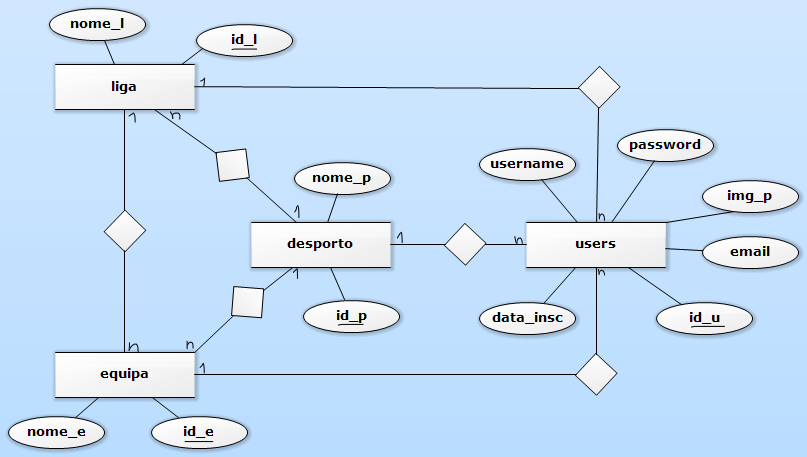 nome_l
id_l
liga
1
1
n
n
1
nome_p
desporto
1
1
id_p
username
password
img_p
email
users
n
n
data_insc
id_u
n
n
1
equipa
nome_e
id_e